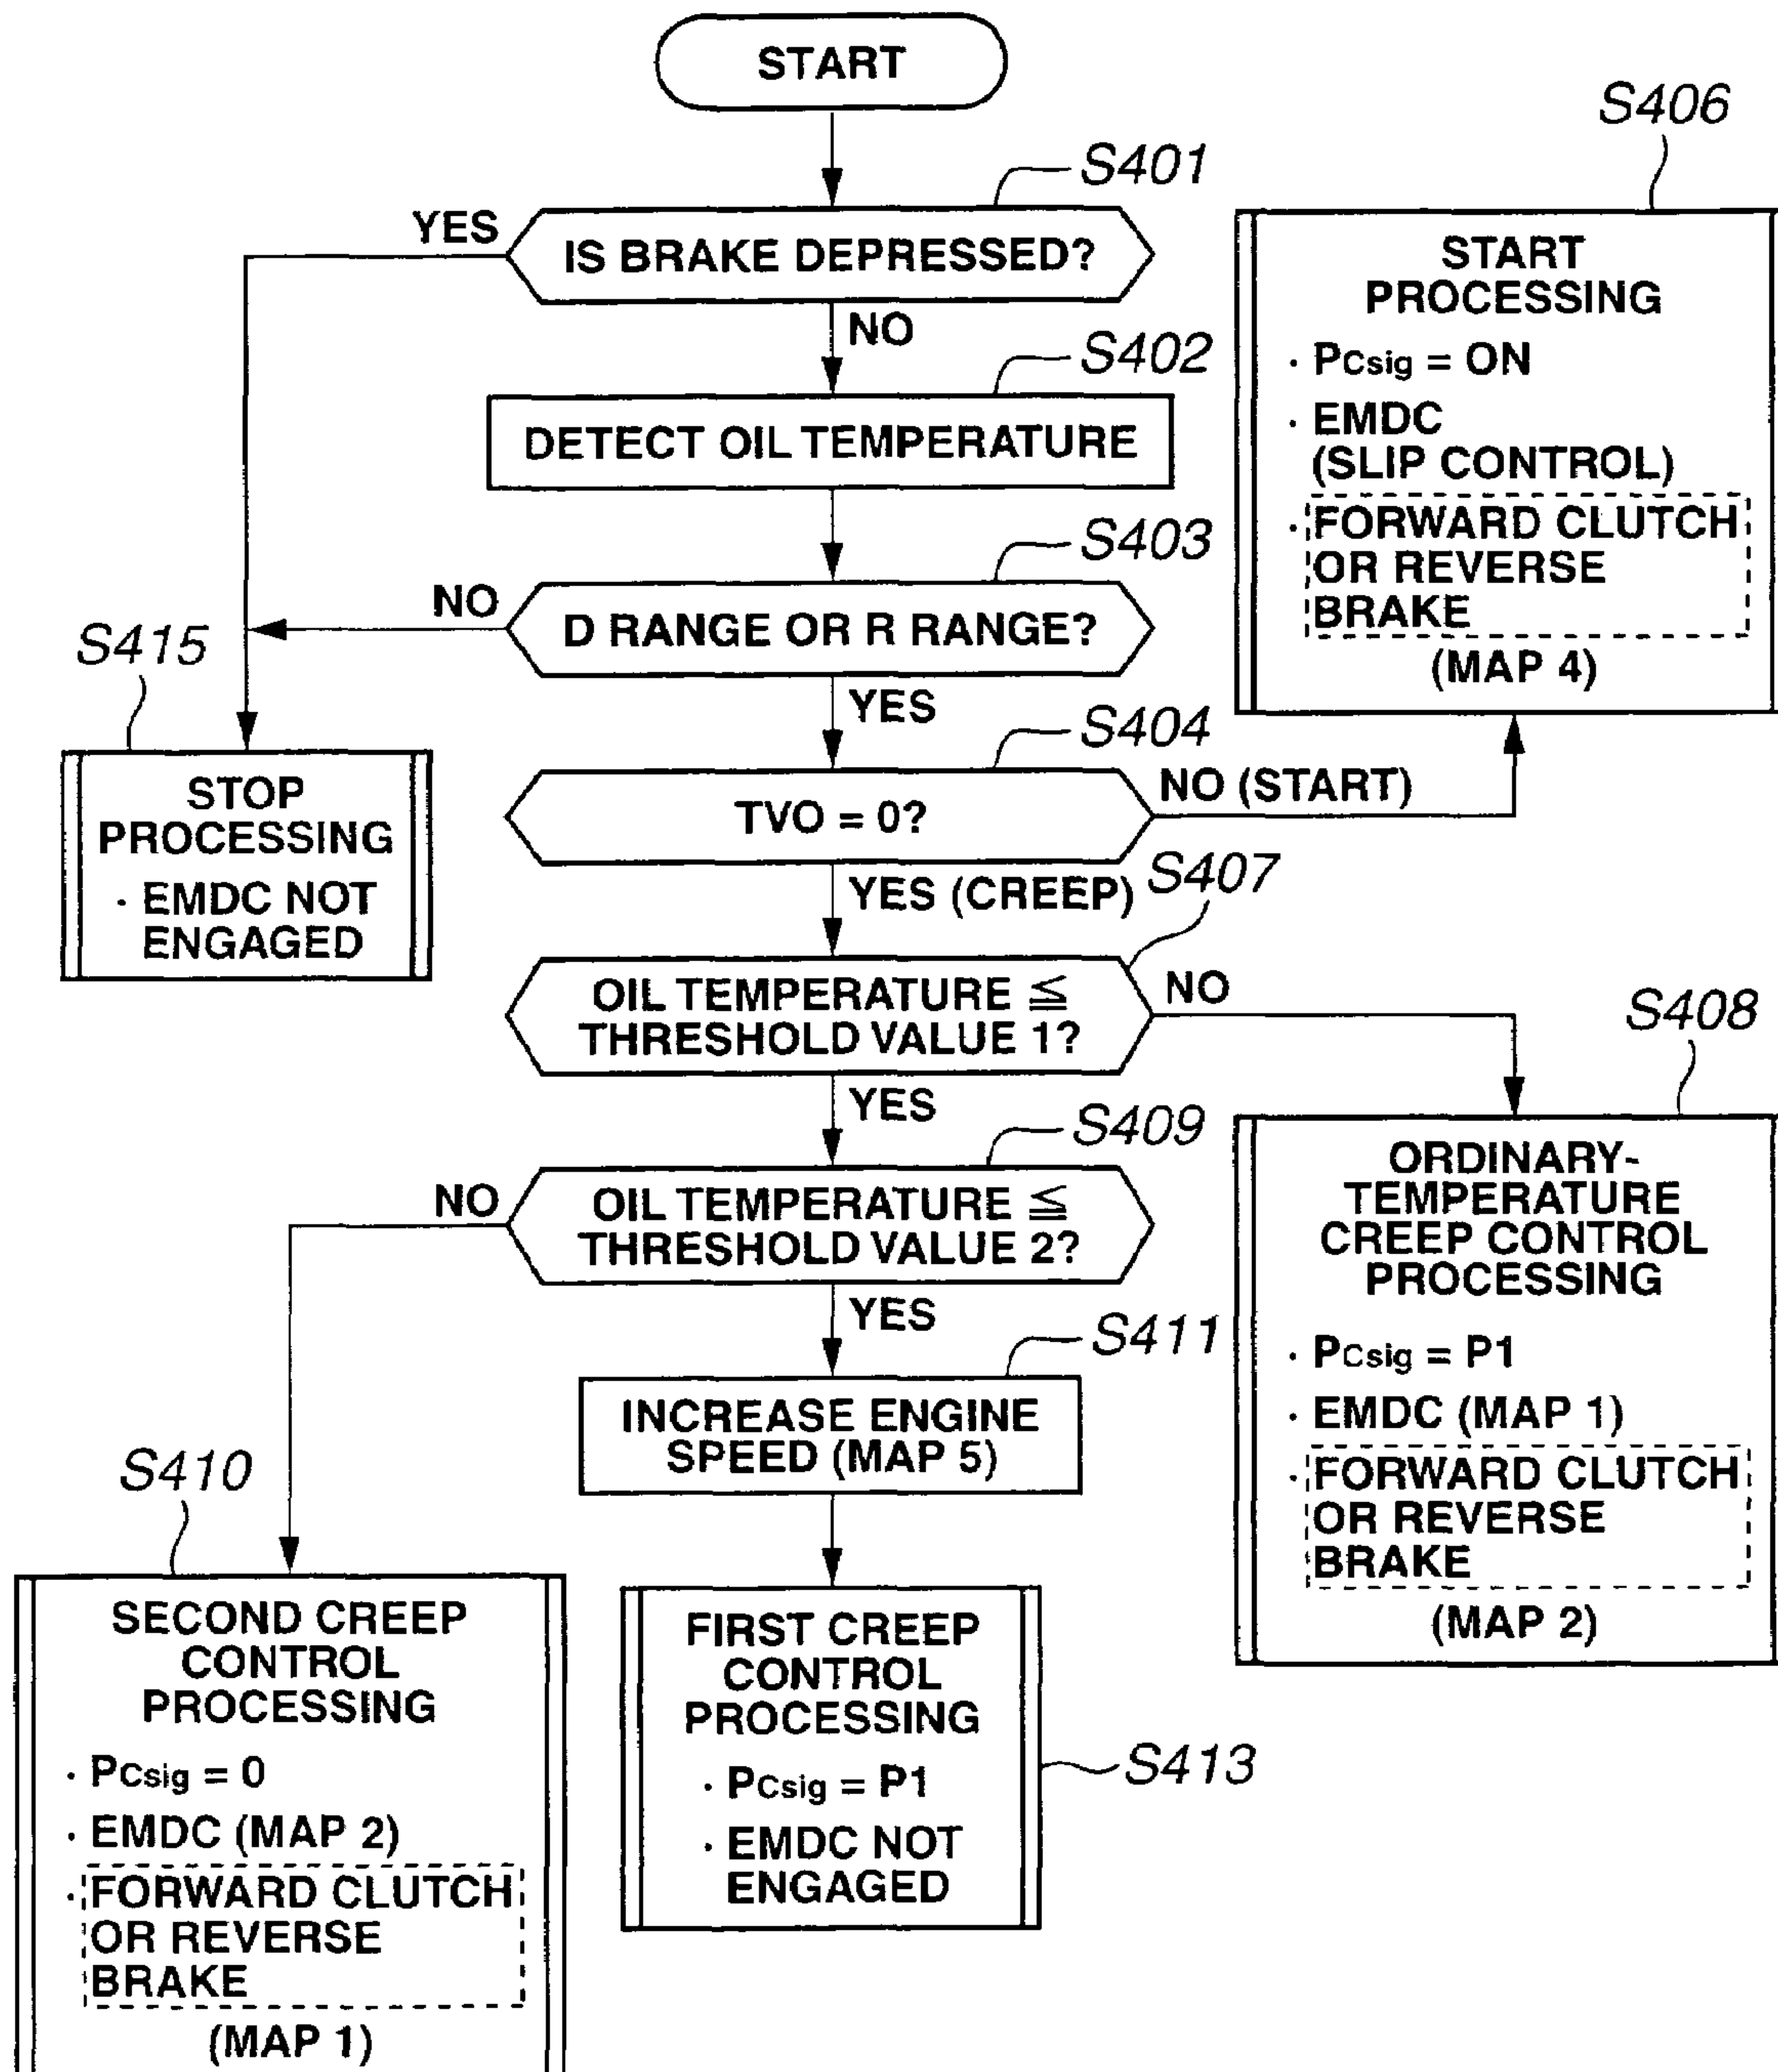 START
S401
YES
IS BRAKE DEPRESSED?
NO
S402
DETECT OIL TEMPERATURE
S403
NO
D RANGE OR R RANGE?
YES
S415
STOP
PROCESSING
· EMDC NOT
ENGAGED
S404
TVO = 0?
NO (START)
S406
START
PROCESSING
· PCsig = ON
· EMDC
(SLIP CONTROL)
· FORWARD CLUTCH
OR REVERSE
BRAKE
(MAP 4)
YES (CREEP)
S407
OIL TEMPERATURE ≦
THRESHOLD VALUE 1?
NO
YES
S408
ORDINARY-
TEMPERATURE
CREEP CONTROL
PROCESSING
· PCsig = P1
· EMDC (MAP 1)
· FORWARD CLUTCH
OR REVERSE
BRAKE
(MAP 2)
S409
NO
OIL TEMPERATURE ≦
THRESHOLD VALUE 2?
YES
S411
INCREASE ENGINE
SPEED (MAP 5)
S410
SECOND CREEP
CONTROL
PROCESSING
· PCsig = 0
· EMDC (MAP 2)
· FORWARD CLUTCH
OR REVERSE
BRAKE
(MAP 1)
FIRST CREEP
CONTROL
PROCESSING
· PCsig = P1
· EMDC NOT
ENGAGED
S413